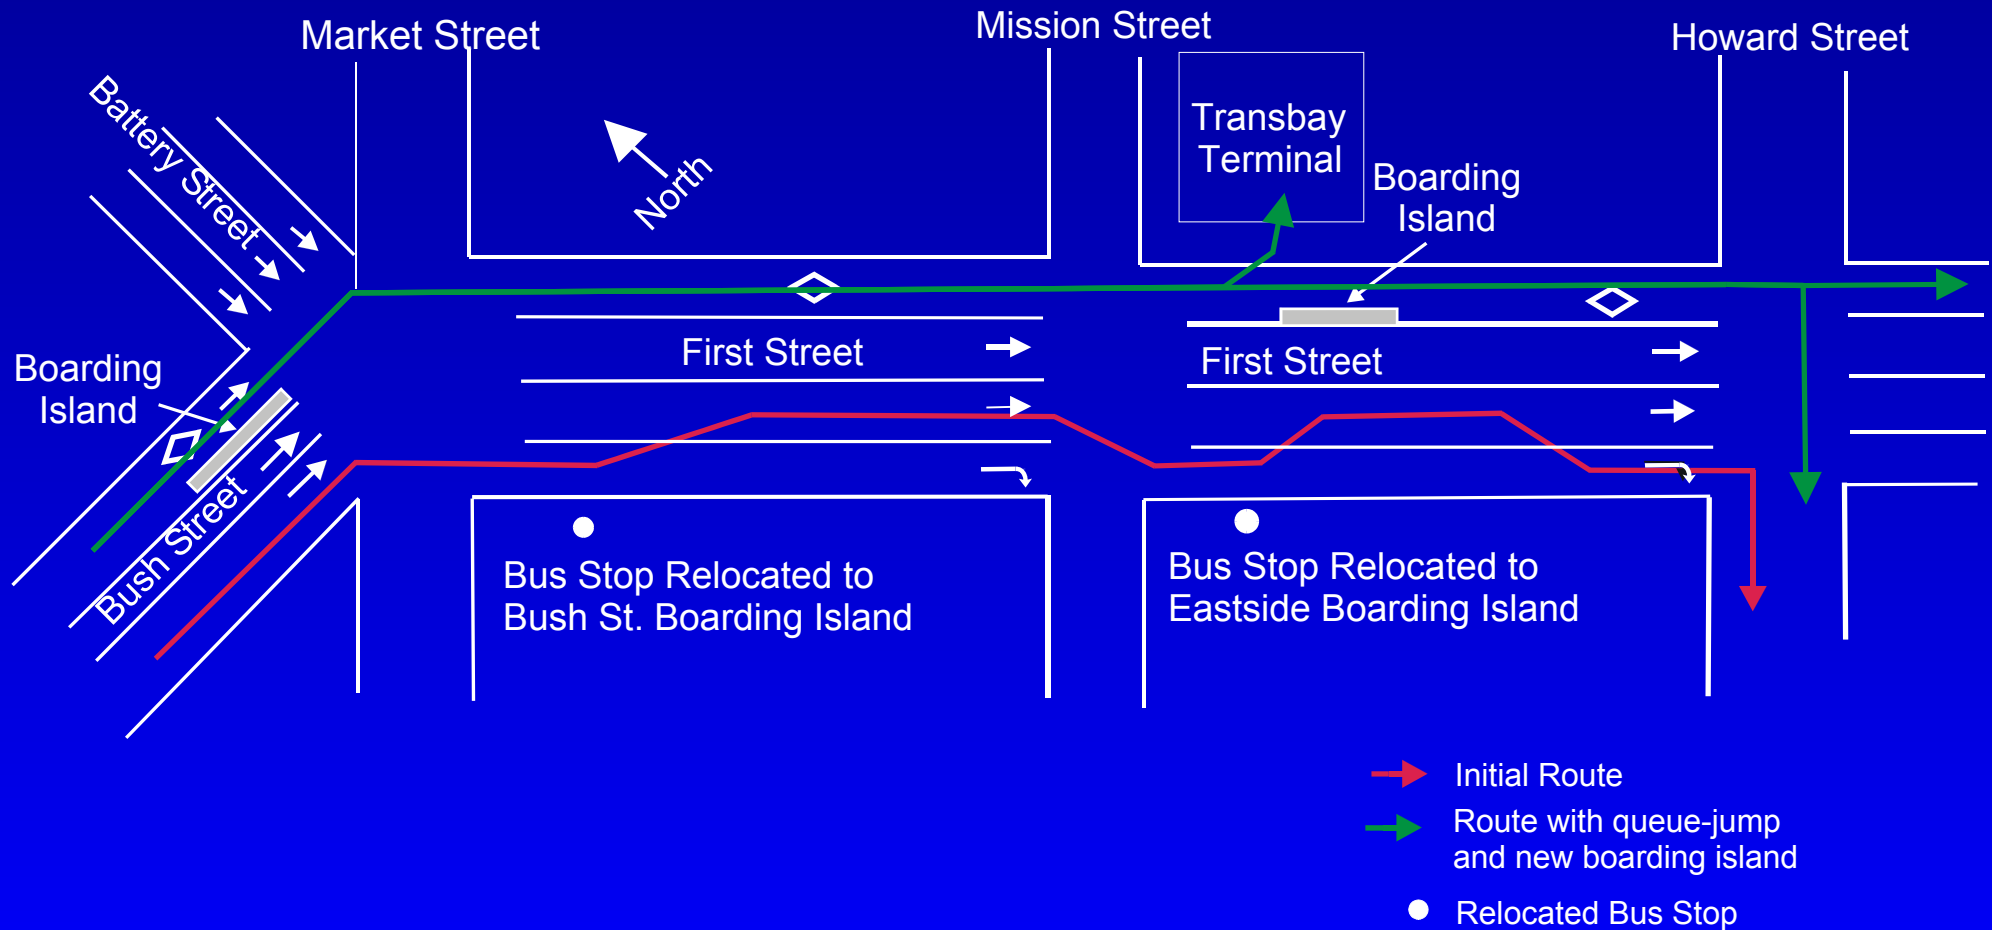 Market Street
Mission Street
Howard Street
Battery Street
North
Transbay
Terminal
Boarding
Island
First Street
First Street
Boarding
Island
Bush Street
Bus Stop Relocated to
Bush St. Boarding Island
Bus Stop Relocated to
Eastside Boarding Island
Initial Route
Route with queue-jump
and new boarding island
Relocated Bus Stop